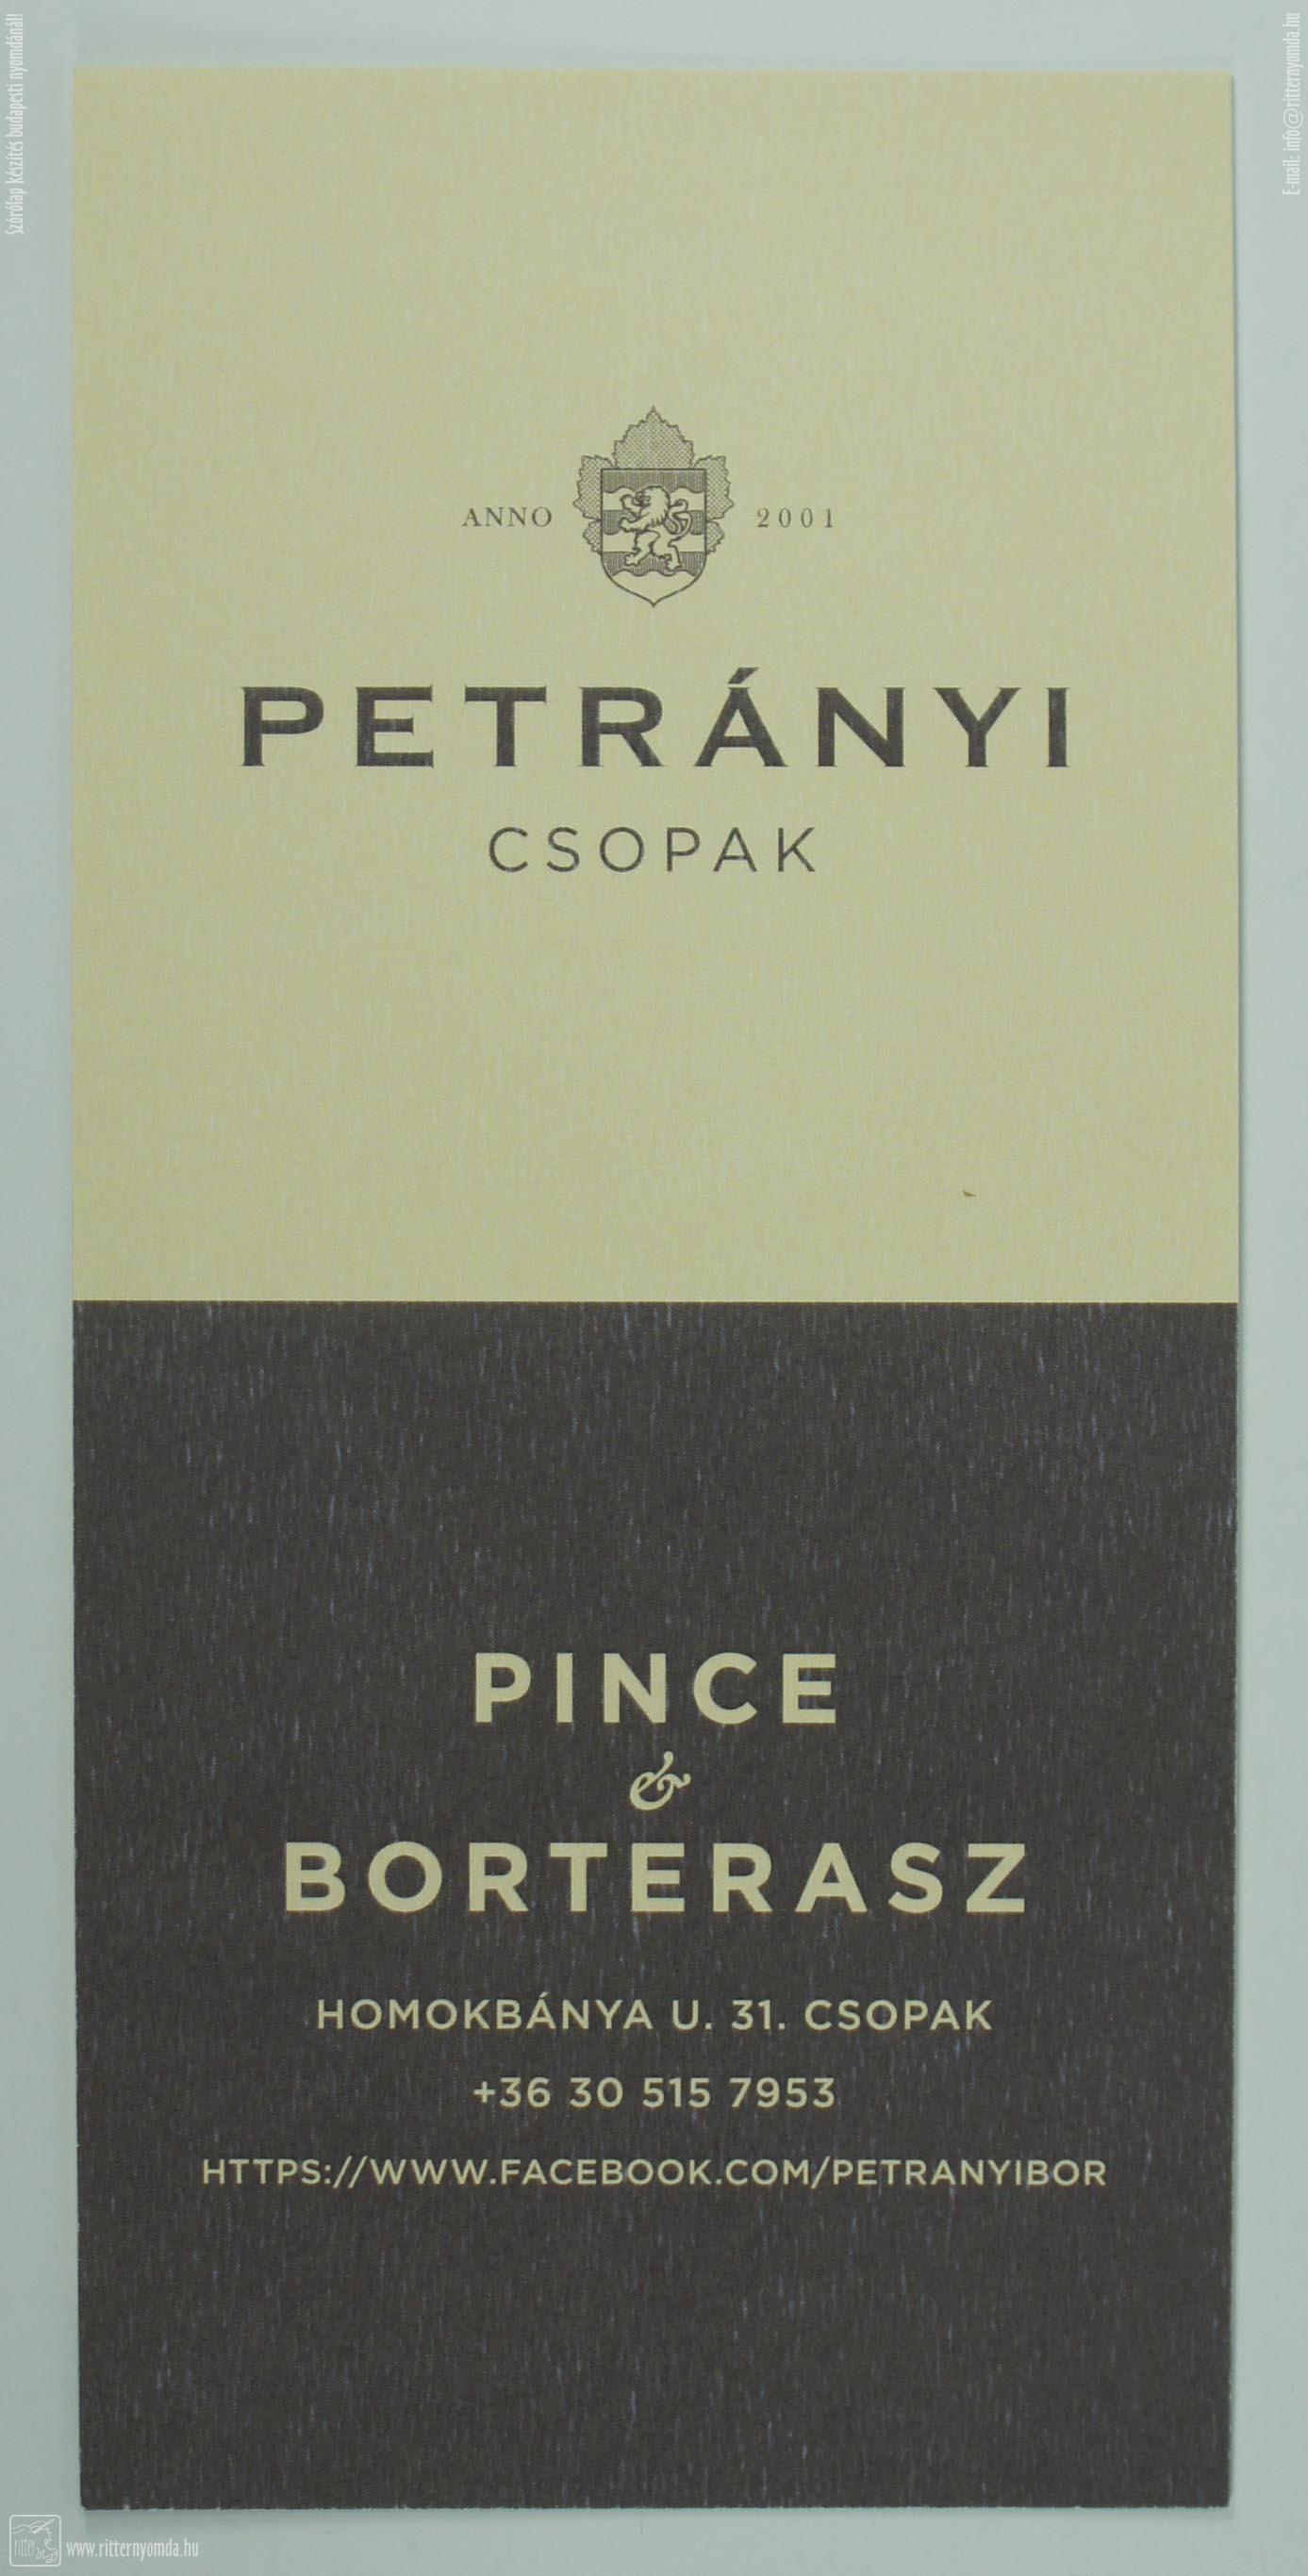 Szórólap készítés budapesti nyomdánál!
E-mail: info@ritternyomda.hu
ANNO 2001
PETRÁNYI
CSOPAK
PINCE
&
BORTERASZ
HOMOKBÁNYA U. 31. CSOPAK
+36 30 515 7953
HTTPS://WWW.FACEBOOK.COM/PETRANYIBOR
ritter
www.ritternyomda.hu